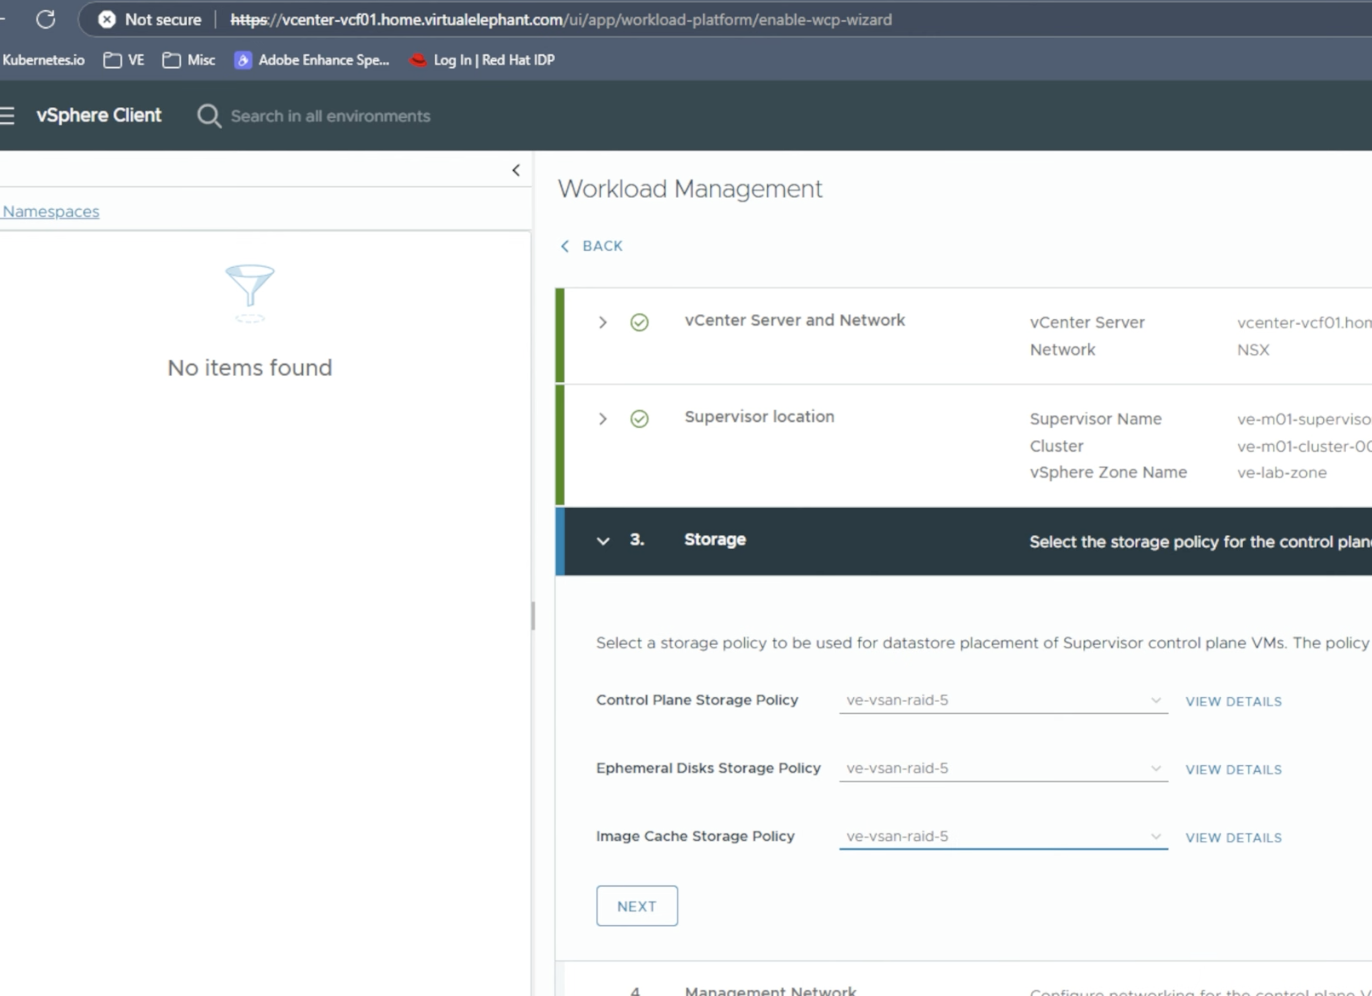 Not secure
https://vcenter-vcf01.home.virtualelephant.com/ui/app/workload-platform/enable-wcp-wizard
Kubernetes.io VE Misc Adobe Enhance Spe... Log In | Red Hat IDP
vSphere Client Search in all environments
Namespaces
No items found
Workload Management
BACK
vCenter Server and Network
vCenter Server vcenter-vcf01.hom
Network NSX
Supervisor location
Supervisor Name ve-m01-superviso
Cluster ve-m01-cluster-00
vSphere Zone Name ve-lab-zone
3. Storage Select the storage policy for the control plane
Select a storage policy to be used for datastore placement of Supervisor control plane VMs. The policy
Control Plane Storage Policy ve-vsan-raid-5 VIEW DETAILS
Ephemeral Disks Storage Policy ve-vsan-raid-5 VIEW DETAILS
Image Cache Storage Policy ve-vsan-raid-5 VIEW DETAILS
NEXT
4. Management Network Configure networking for the control plane V